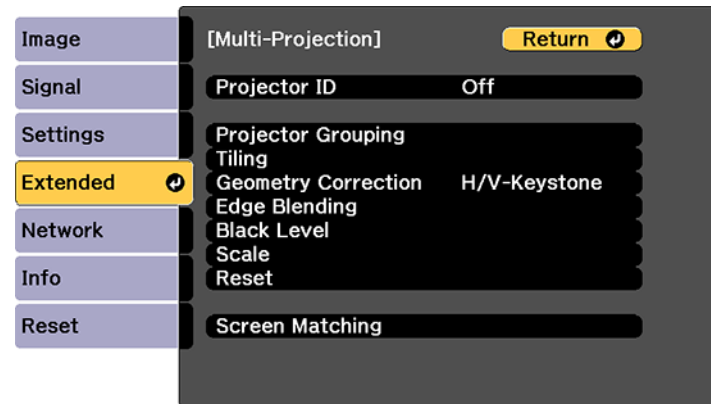 Image
Signal
Settings
Extended
Network
Info
Reset
[Multi-Projection]
Return
Projector ID Off
Projector Grouping
Tiling
Geometry Correction H/V-Keystone
Edge Blending
Black Level
Scale
Reset
Screen Matching